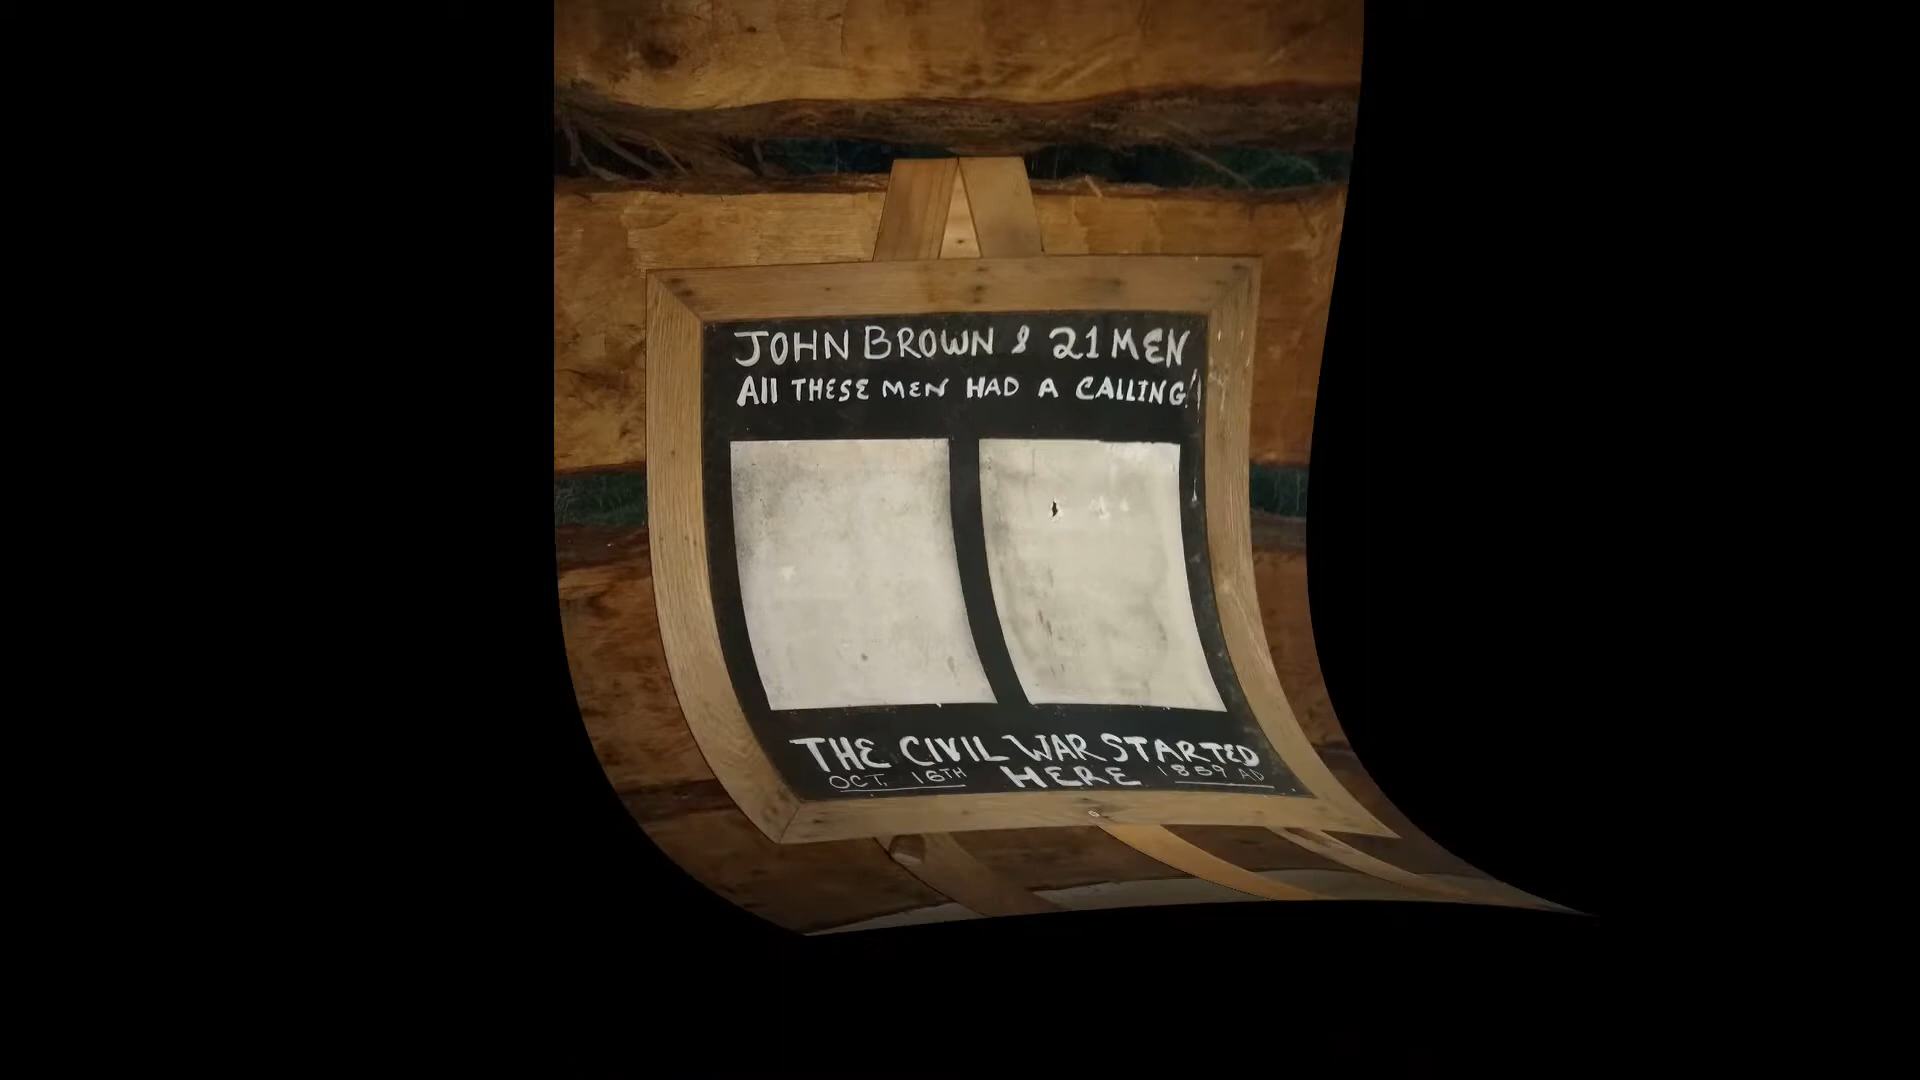 JOHN BROWN & 21 MEN
All THESE MEN HAD A CALLING!
THE CIVIL WAR STARTED
OCT. 16TH HERE 1859 AD